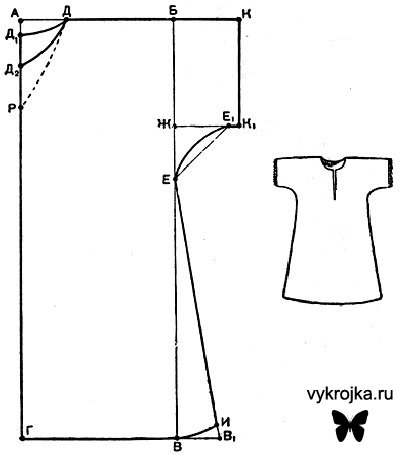 А Д Б К
Д₁
Д₂
Р
Ж Е₁ К₁
Е
И
Г В В₁
vykrojka.ru